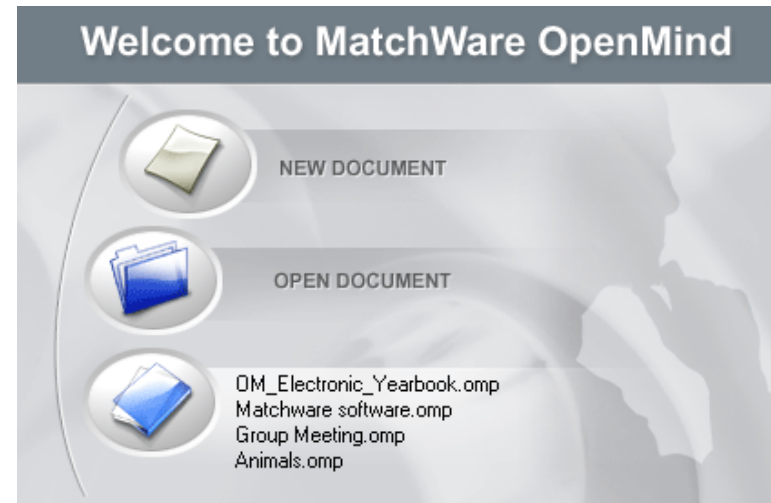 Welcome to MatchWare OpenMind
NEW DOCUMENT
OPEN DOCUMENT
OM_Electronic_Yearbook.omp
Matchware software.omp
Group Meeting.omp
Animals.omp